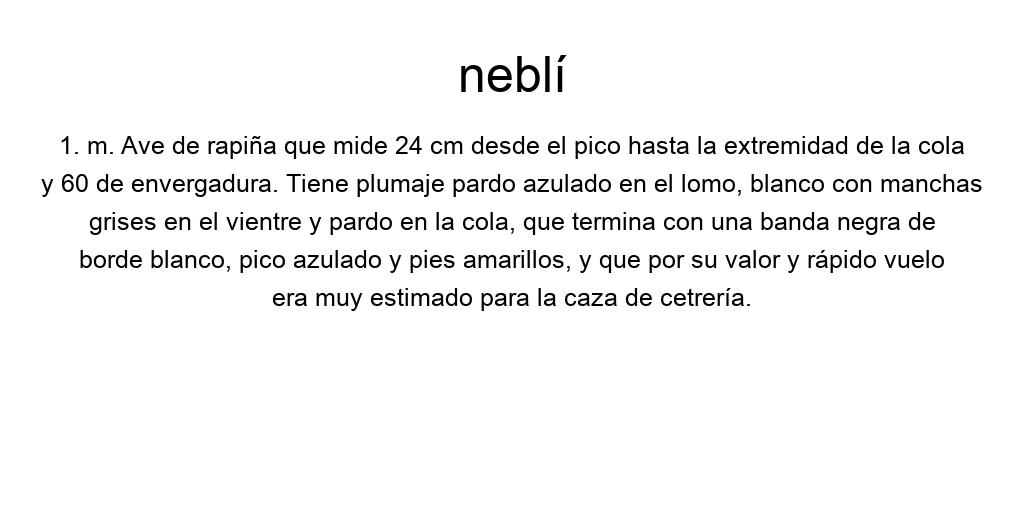 neblí
1. m. Ave de rapiña que mide 24 cm desde el pico hasta la extremidad de la cola
y 60 de envergadura. Tiene plumaje pardo azulado en el lomo, blanco con manchas
grises en el vientre y pardo en la cola, que termina con una banda negra de
borde blanco, pico azulado y pies amarillos, y que por su valor y rápido vuelo
era muy estimado para la caza de cetrería.